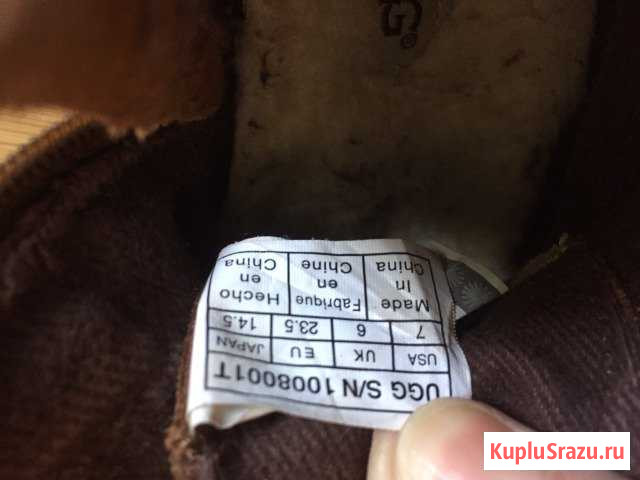 UGG S/N 1008001T
USA UK EU JAPAN
7 6 23.5 14.5
Made Fabrique Hecho
In en en
China Chine China
G®
KupluSrazu.ru